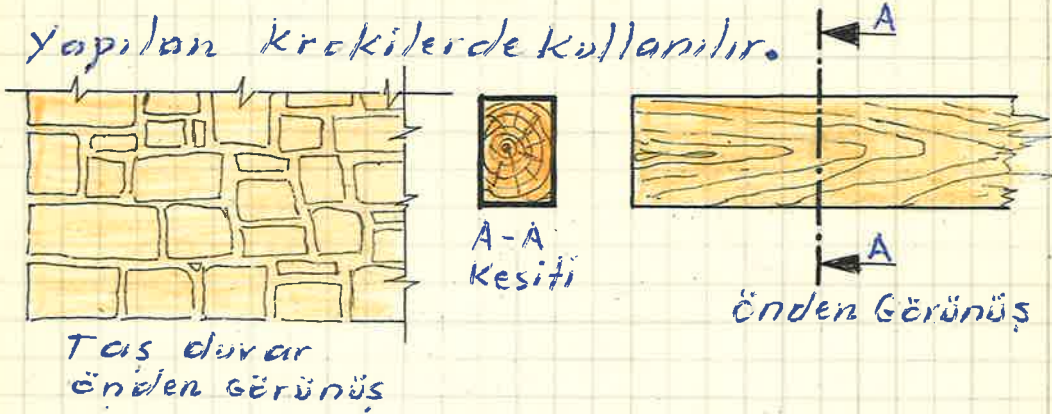 Yapılan krokilerde kullanılır.
A
A-A
Kesiti
A
Önden Görünüş
Taş duvar
Önden Görünüş